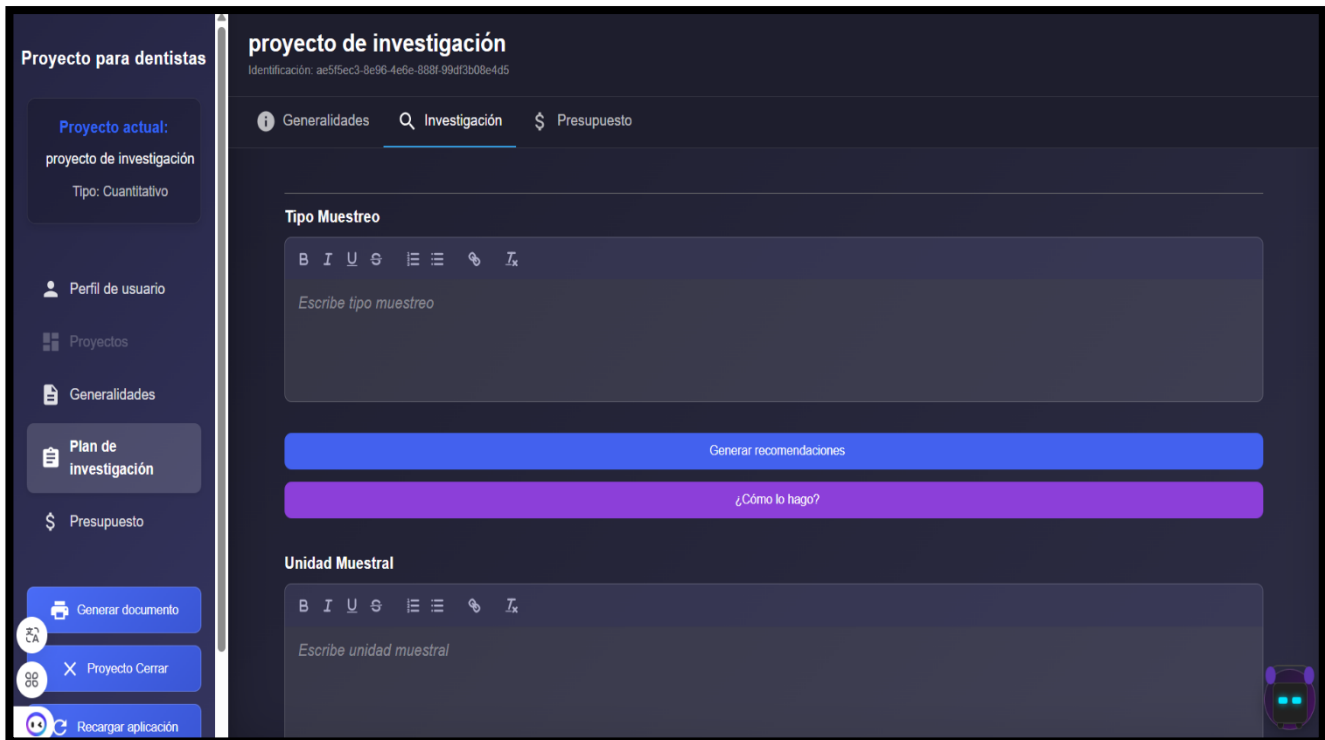 Proyecto para dentistas
Proyecto actual:
proyecto de investigación
Tipo: Cuantitativo
Perfil de usuario
Proyectos
Generalidades
Plan de
investigación
Presupuesto
Generar documento
Proyecto Cerrar
Recargar aplicación
proyecto de investigación
Identificación: ae5f5ec3-8e96-4e6e-888f-99df3b08e4d5
Generalidades Investigación Presupuesto
Tipo Muestreo
Escribe tipo muestreo
Generar recomendaciones
¿Cómo lo hago?
Unidad Muestral
Escribe unidad muestral